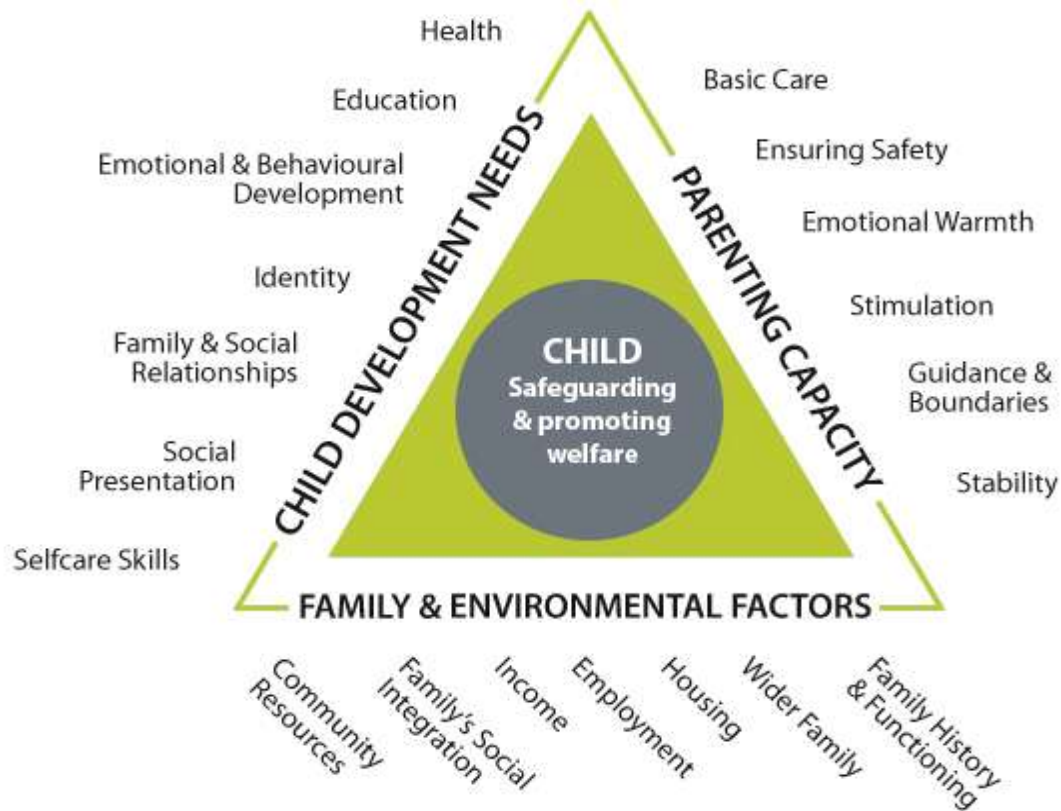 Health
Education
Emotional & Behavioural
Development
Identity
Family & Social
Relationships
Social
Presentation
Selfcare Skills
CHILD DEVELOPMENT NEEDS
CHILD
Safeguarding
& promoting
welfare
PARENTING CAPACITY
Basic Care
Ensuring Safety
Emotional Warmth
Stimulation
Guidance &
Boundaries
Stability
FAMILY & ENVIRONMENTAL FACTORS
Community
Resources
Family's Social
Integration
Income
Employment
Housing
Wider Family
Family History
& Functioning